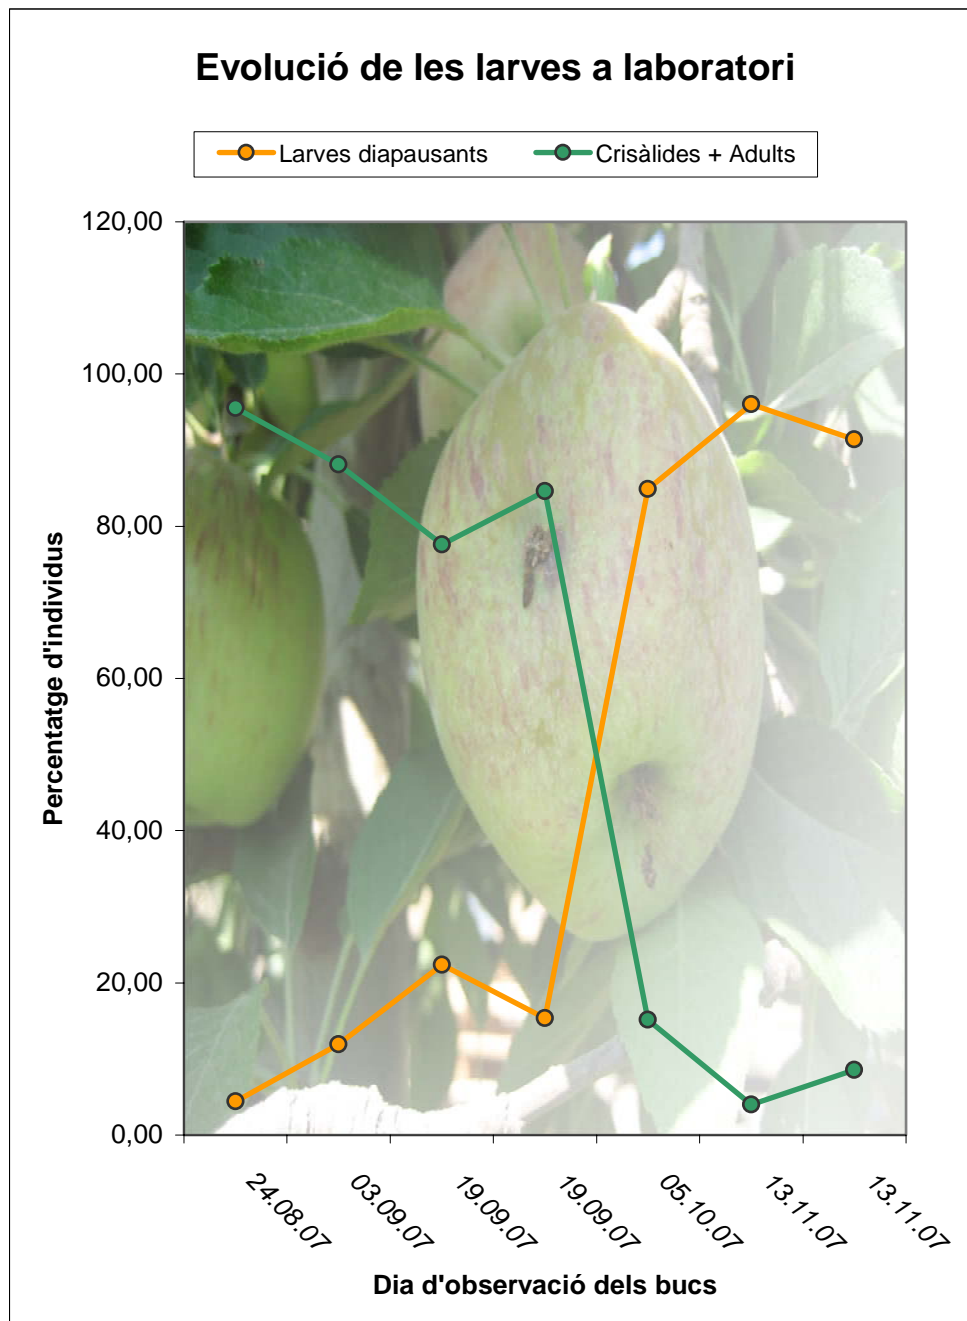 Evolució de les larves a laboratori
Larves diapausants
Crisàlides + Adults
120,00
100,00
80,00
60,00
40,00
20,00
0,00
Percentatge d'individus
24.08.07
03.09.07
19.09.07
19.09.07
05.10.07
13.11.07
13.11.07
Dia d'observació dels bucs